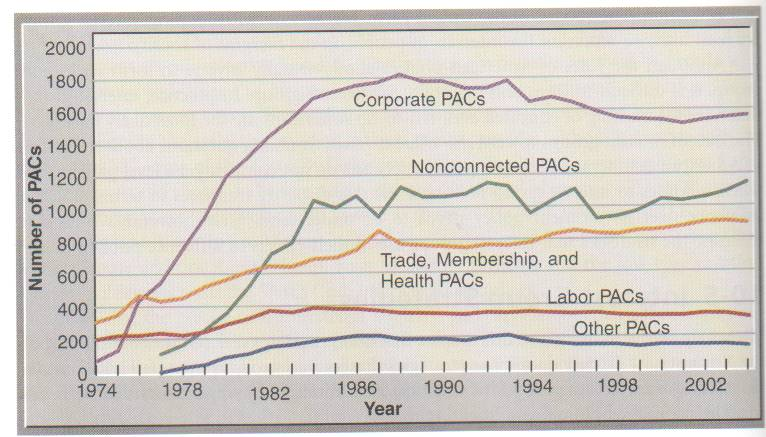 2000
1800
1600
1400
1200
1000
800
600
400
200
0
Number of PACs
Corporate PACs
Nonconnected PACs
Trade, Membership, and
Health PACs
Labor PACs
Other PACs
1974
1978
1982
1986
1990
1994
1998
2002
Year